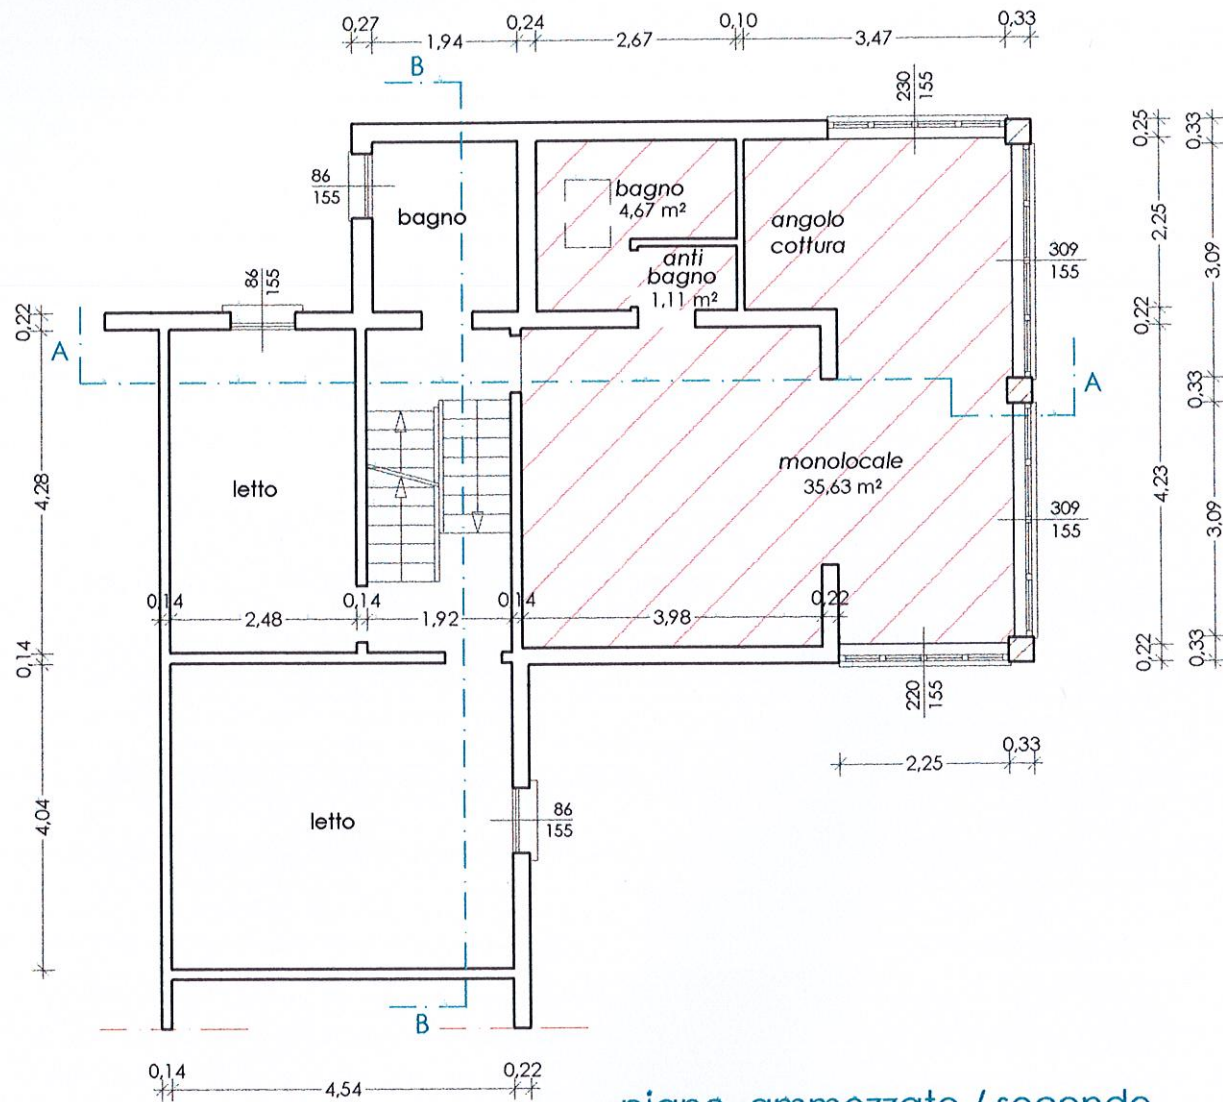 0,27
0,24
0,10
0,33
1,94
2,67
3,47
B
230
155
0,25
0,33
86
155
bagno
bagno
4,67 m²
angolo
cottura
2,25
309
155
3,09
anti
bagno
1,11 m²
86
155
0,22
0,22
A
A
0,33
letto
monolocale
35,63 m²
4,28
4,23
309
155
3,09
0,14
0,14
0,14
0,22
2,48
1,92
3,98
0,14
0,22
0,33
220
155
2,25
0,33
letto
86
155
4,04
B
0,14
0,22
4,54
piano ammezzato / secondo